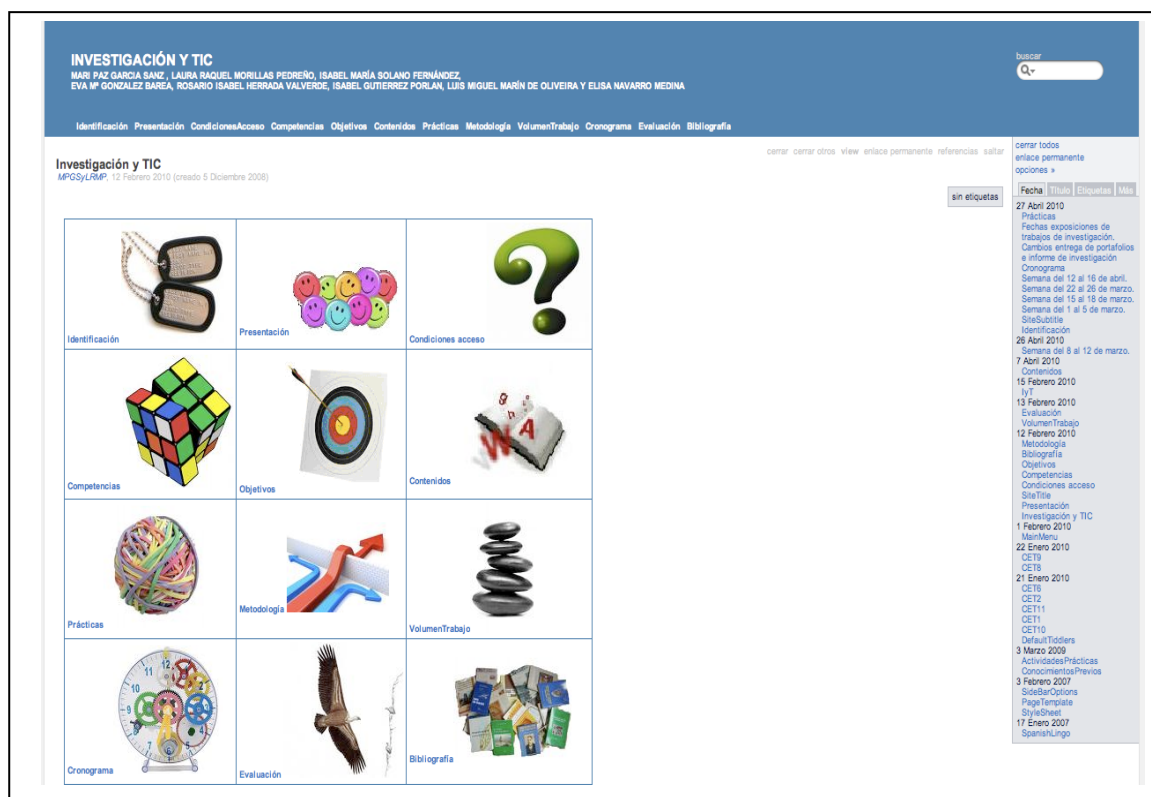 INVESTIGACIÓN Y TIC
MARI PAZ GARCIA SANZ , LAURA RAQUEL MORILLAS PEDREÑO, ISABEL MARÍA SOLANO FERNÁNDEZ,
EVA Mª GONZALEZ BAREA, ROSARIO ISABEL HERRADA VALVERDE, ISABEL GUTIERREZ PORLAN, LUIS MIGUEL MARÍN DE OLIVEIRA Y ELISA NAVARRO MEDINA
buscar
Identificación Presentación CondicionesAcceso Competencias Objetivos Contenidos Prácticas Metodología VolumenTrabajo Cronograma Evaluación Bibliografía
cerrar cerrar otros view enlace permanente referencias saltar
Investigación y TIC
MPGSyLRMP, 12 Febrero 2010 (creado 5 Diciembre 2008)
sin etiquetas
Identificación
Presentación
Condiciones acceso
Competencias
Objetivos
Contenidos
Prácticas
Metodología
VolumenTrabajo
Cronograma
Evaluación
Bibliografía
cerrar todos
enlace permanente
opciones »
Fecha Título Etiquetas Más
27 Abril 2010
Prácticas
Fechas exposiciones de
trabajos de investigación.
Cambios entrega de portafolios
e informe de investigación
Cronograma
Semana del 12 al 16 de abril.
Semana del 22 al 26 de marzo.
Semana del 15 al 18 de marzo.
Semana del 1 al 5 de marzo.
SiteSubtitle
Identificación
26 Abril 2010
Semana del 8 al 12 de marzo.
7 Abril 2010
Contenidos
15 Febrero 2010
IyT
13 Febrero 2010
Evaluación
VolumenTrabajo
12 Febrero 2010
Metodología
Bibliografía
Objetivos
Competencias
Condiciones acceso
SiteTitle
Presentación
Investigación y TIC
1 Febrero 2010
MainMenu
22 Enero 2010
CET9
CET8
21 Enero 2010
CET6
CET2
CET11
CET1
CET10
DefaultTiddlers
3 Marzo 2009
ActividadesPrácticas
ConocimientosPrevios
3 Febrero 2007
SideBarOptions
PageTemplate
StyleSheet
17 Enero 2007
SpanishLingo